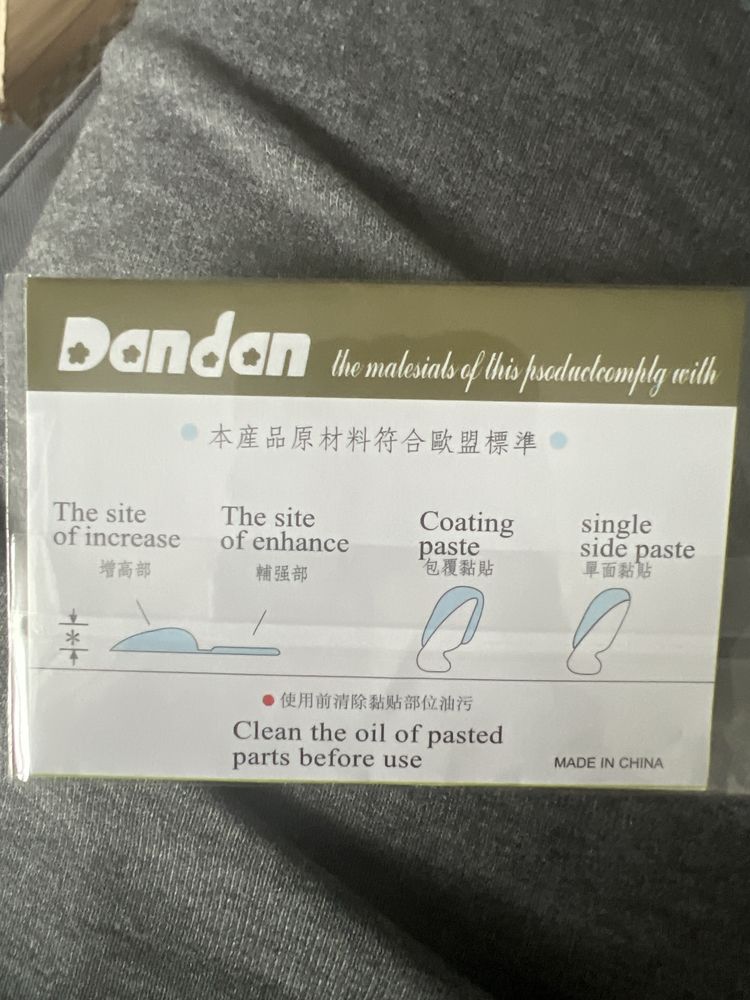 Dandan the malesials of this psoductcomplg with
本産品原材料符合歐盟標準
The site
of increase
增高部
The site
of enhance
輔强部
Coating
paste
包覆黏貼
single
side paste
單面黏貼
*
使用前清除黏貼部位油污
Clean the oil of pasted
parts before use
MADE IN CHINA